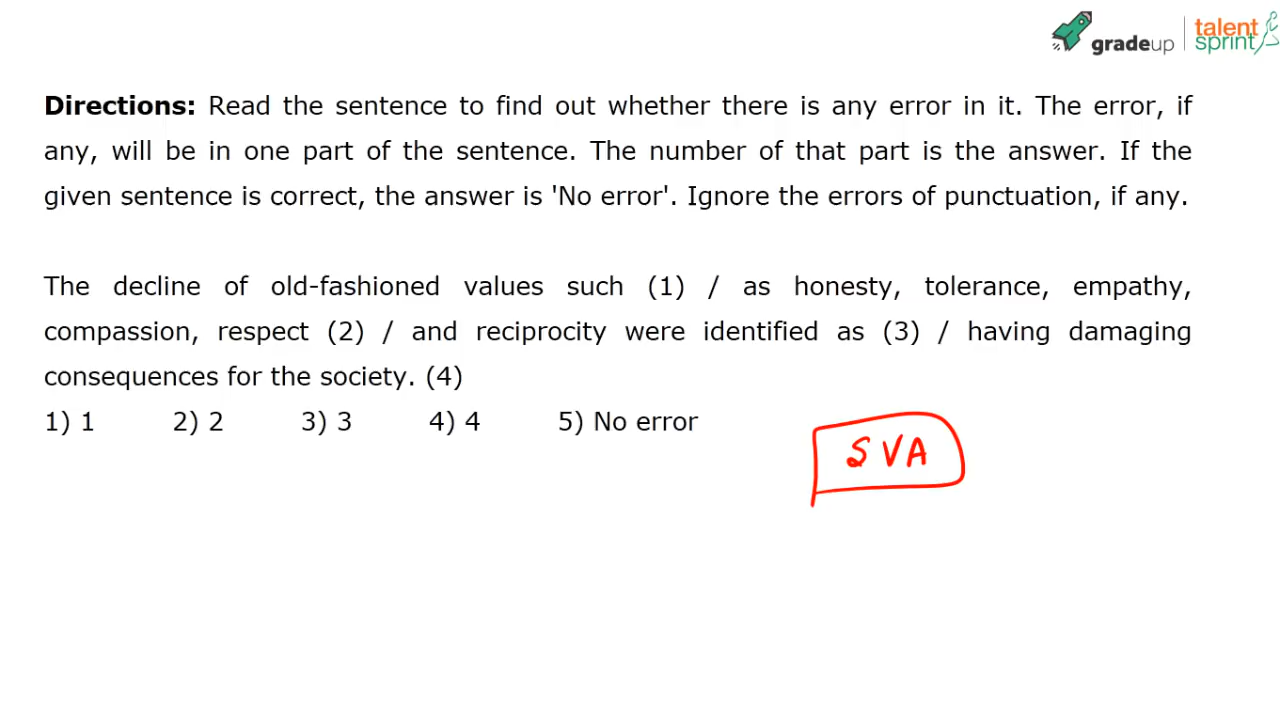 gradeup talent sprint
Directions: Read the sentence to find out whether there is any error in it. The error, if
any, will be in one part of the sentence. The number of that part is the answer. If the
given sentence is correct, the answer is 'No error'. Ignore the errors of punctuation, if any.
The decline of old-fashioned values such (1) / as honesty, tolerance, empathy,
compassion, respect (2) / and reciprocity were identified as (3) / having damaging
consequences for the society. (4)
1) 1 2) 2 3) 3 4) 4 5) No error
SVA